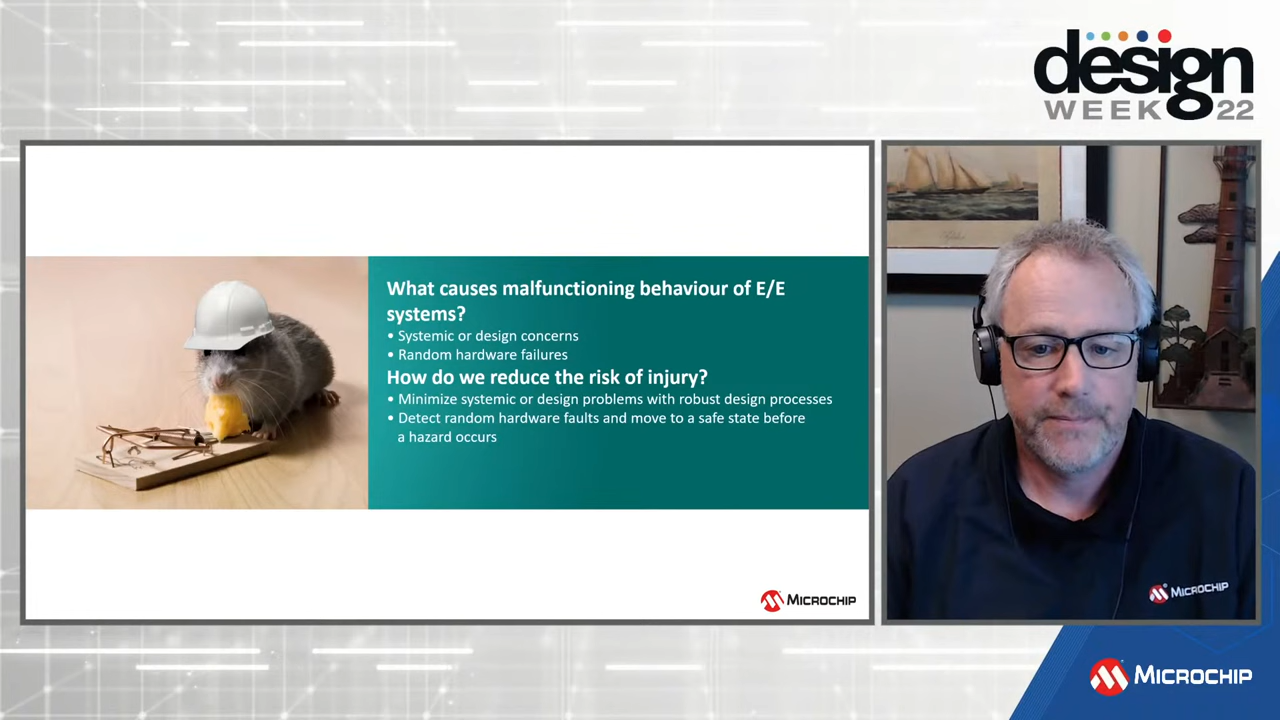 design
WEEK 22
What causes malfunctioning behaviour of E/E
systems?
• Systemic or design concerns
• Random hardware failures
How do we reduce the risk of injury?
• Minimize systemic or design problems with robust design processes
• Detect random hardware faults and move to a safe state before
a hazard occurs
MICROCHIP
MICROCHIP
MICROCHIP